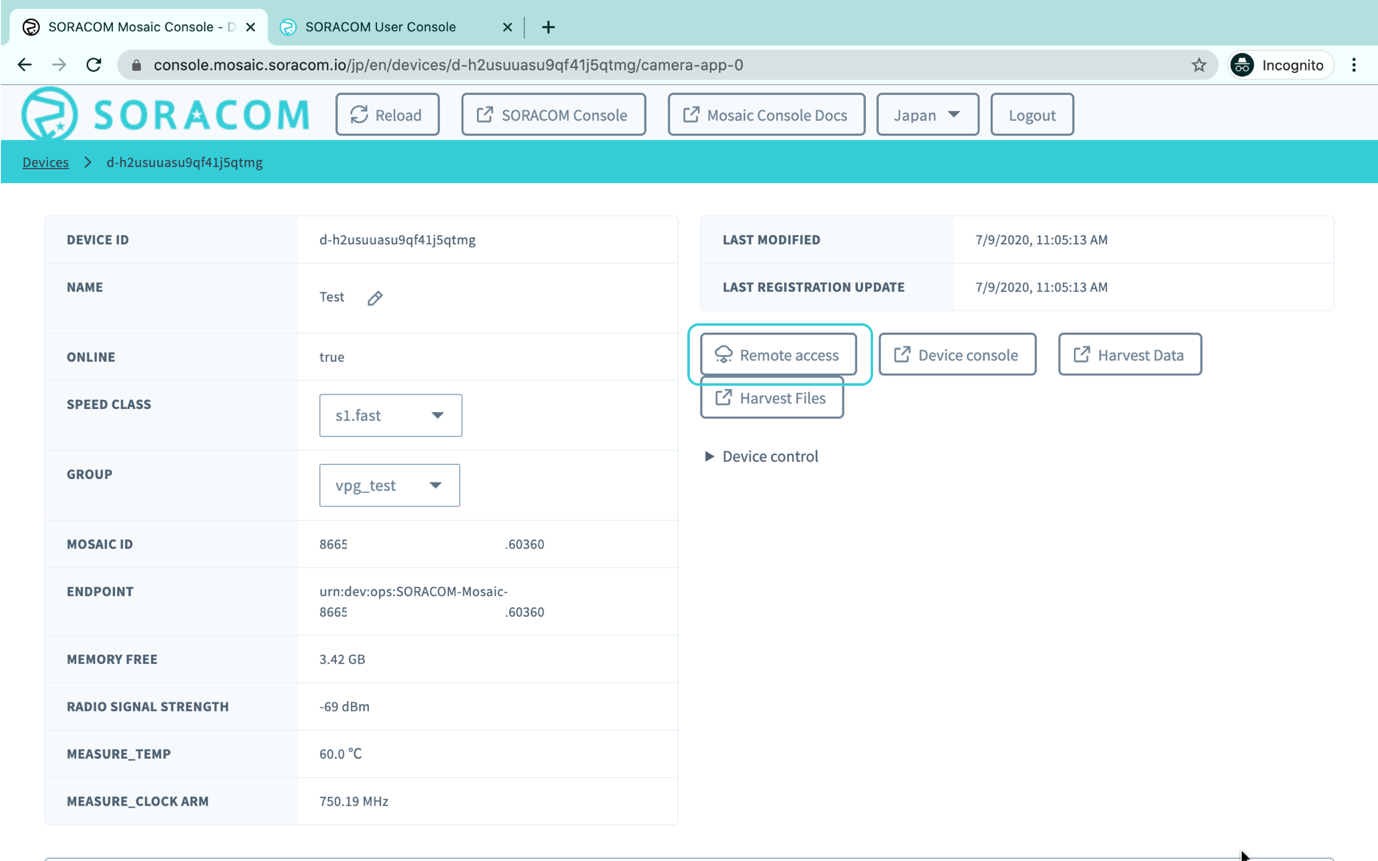 SORACOM Mosaic Console - D
SORACOM User Console
console.mosaic.soracom.io/jp/en/devices/d-h2usuuasu9qf41j5qtmg/camera-app-0
Incognito
SORACOM
Reload
SORACOM Console
Mosaic Console Docs
Japan
Logout
Devices > d-h2usuuasu9qf41j5qtmg
DEVICE ID
d-h2usuuasu9qf41j5qtmg
NAME
Test
ONLINE
true
SPEED CLASS
s1.fast
GROUP
vpg_test
MOSAIC ID
8665 .60360
ENDPOINT
urn:dev:ops:SORACOM-Mosaic-
8665 .60360
MEMORY FREE
3.42 GB
RADIO SIGNAL STRENGTH
-69 dBm
MEASURE_TEMP
60.0 ℃
MEASURE_CLOCK ARM
750.19 MHz
LAST MODIFIED
7/9/2020, 11:05:13 AM
LAST REGISTRATION UPDATE
7/9/2020, 11:05:13 AM
Remote access
Device console
Harvest Data
Harvest Files
Device control